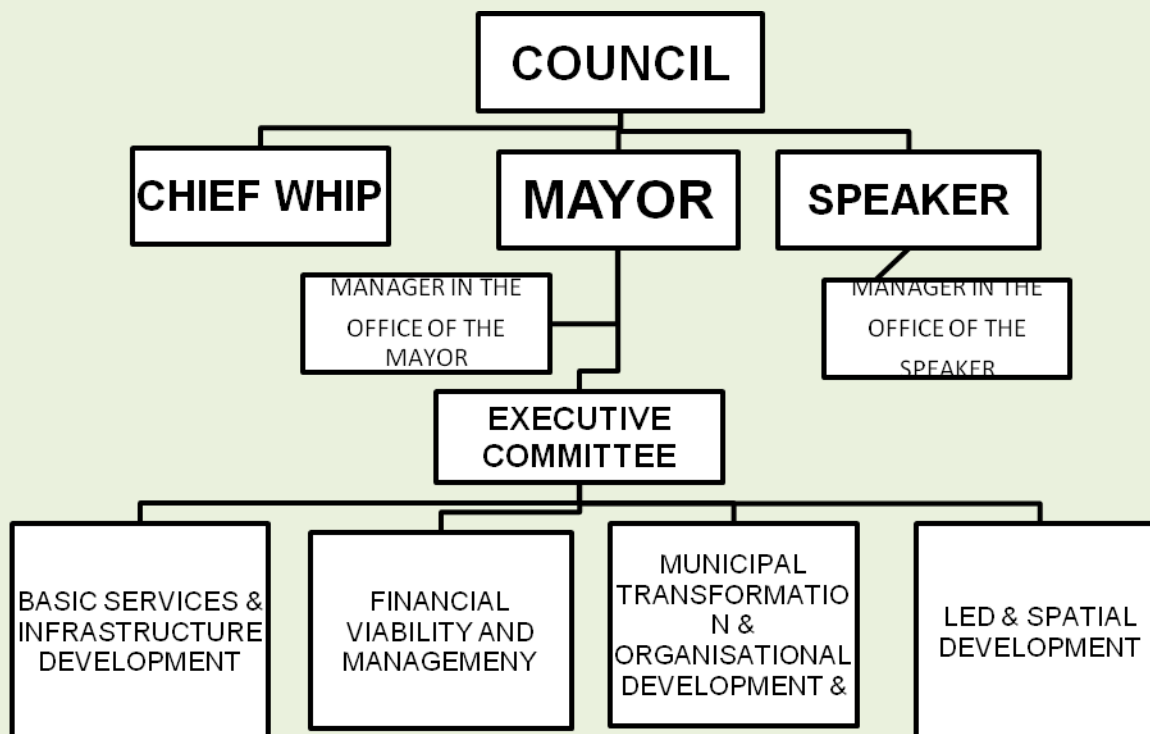 COUNCIL
CHIEF WHIP
MAYOR
SPEAKER
MANAGER IN THE
OFFICE OF THE
MAYOR
MANAGER IN THE
OFFICE OF THE
SPEAKER
EXECUTIVE
COMMITTEE
BASIC SERVICES &
INFRASTRUCTURE
DEVELOPMENT
FINANCIAL
VIABILITY AND
MANAGEMENY
MUNICIPAL
TRANSFORMATIO
N &
ORGANISATIONAL
DEVELOPMENT &
LED & SPATIAL
DEVELOPMENT